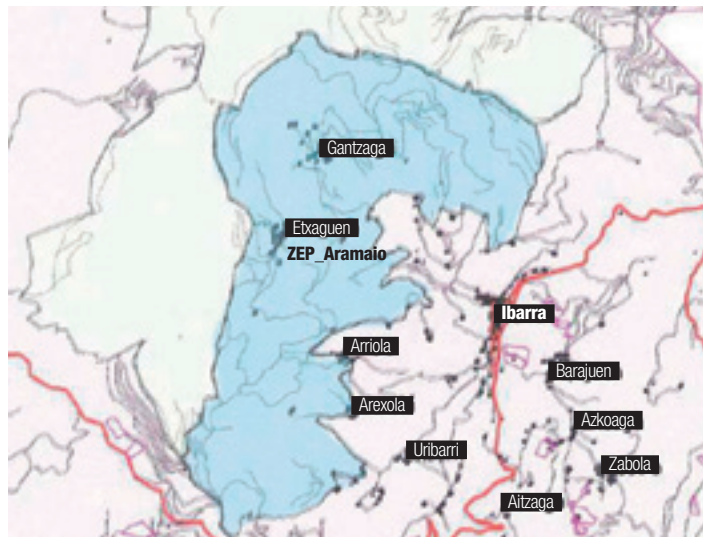 Gantzaga
Etxaguen
ZEP_Aramaio
Ibarra
Arriola
Barajuen
Arexola
Azkoaga
Uribarri
Zabola
Aitzaga